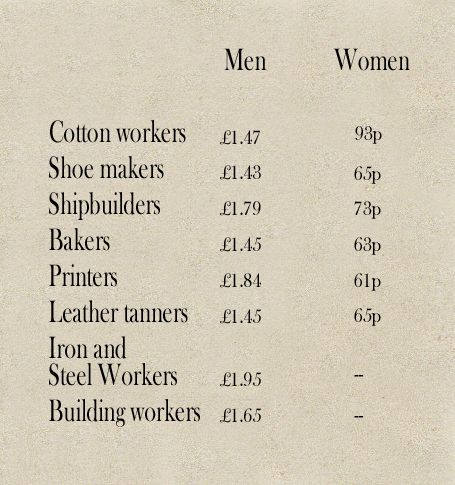 Men Women
Cotton workers £1.47 93p
Shoe makers £1.43 65p
Shipbuilders £1.79 73p
Bakers £1.45 63p
Printers £1.84 61p
Leather tanners £1.45 65p
Iron and
Steel Workers £1.95 --
Building workers £1.65 --